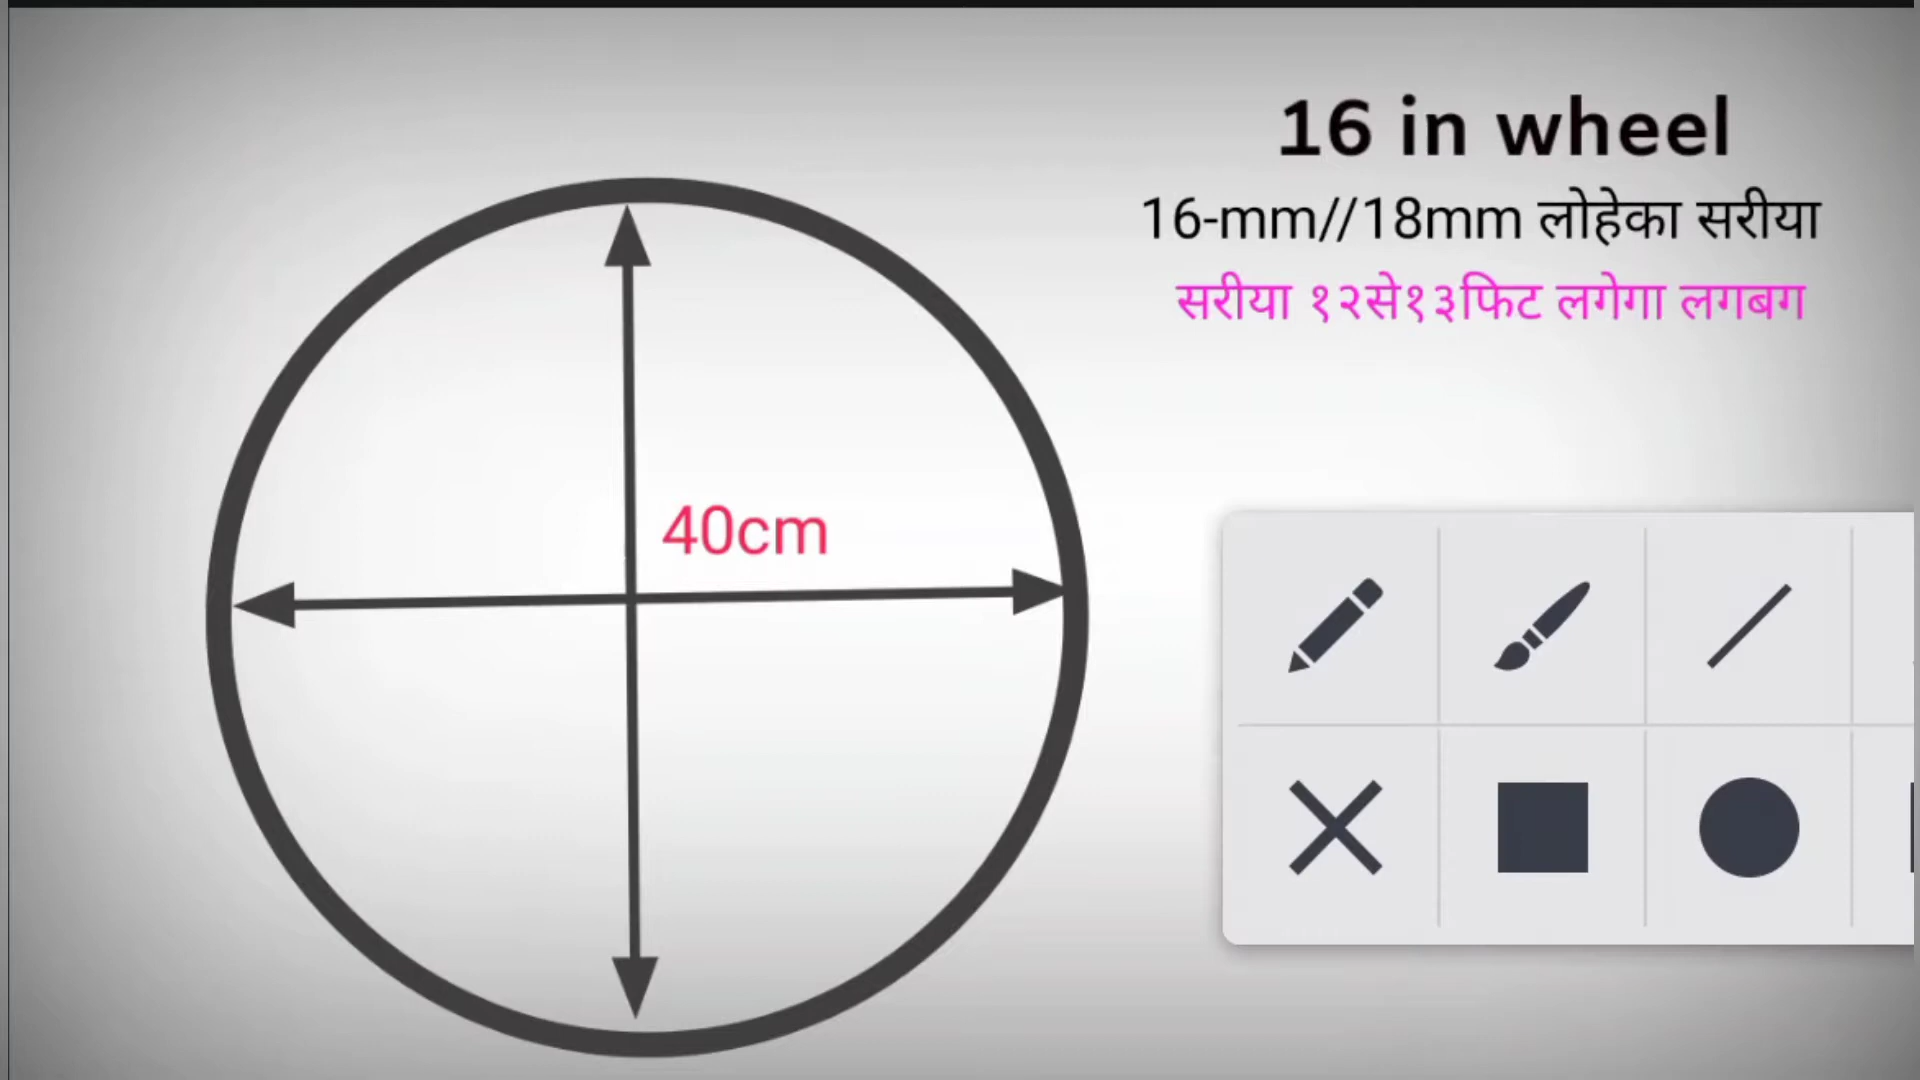 16 in wheel
16-mm//18mm लोहेका सरीया
सरीया १२से१३फिट लगेगा लगबग
40cm